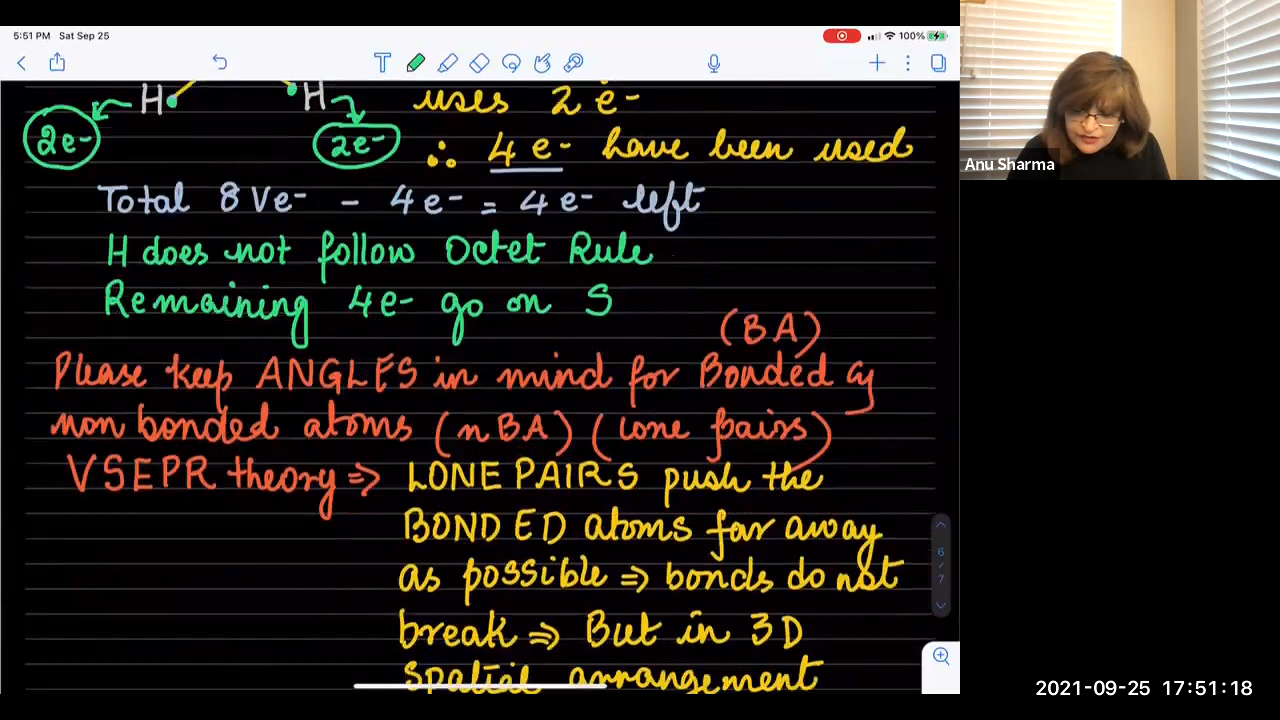 5:51 PM Sat Sep 25
100%
H H uses 2 e-
2e- 2e- ∴ 4 e- have been used
Anu Sharma
Total 8 Ve- - 4 e- = 4 e- left
H does not follow Octet Rule
Remaining 4e- go on S
(BA)
Please keep ANGLES in mind for Bonded &
non bonded atoms (nBA) (lone pairs)
VSEPR theory ⇒ LONE PAIRS push the
BONDED atoms far away
as possible ⇒ bonds do not
break ⇒ But in 3D
spatial arrangement
6
/
7
2021-09-25 17:51:18